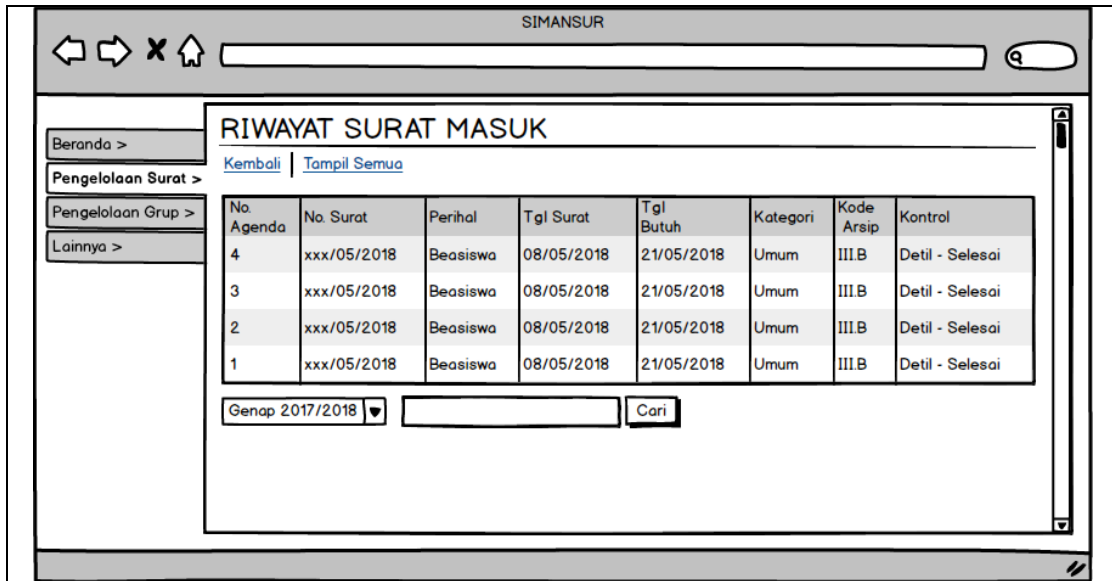 SIMANSUR
Beranda >
Pengelolaan Surat >
Pengelolaan Grup >
Lainnya >
RIWAYAT SURAT MASUK
Kembali | Tampil Semua
No. Agenda No. Surat Perihal Tgl Surat Tgl Butuh Kategori Kode Arsip Kontrol
4 xxx/05/2018 Beasiswa 08/05/2018 21/05/2018 Umum III.B Detil - Selesai
3 xxx/05/2018 Beasiswa 08/05/2018 21/05/2018 Umum III.B Detil - Selesai
2 xxx/05/2018 Beasiswa 08/05/2018 21/05/2018 Umum III.B Detil - Selesai
1 xxx/05/2018 Beasiswa 08/05/2018 21/05/2018 Umum III.B Detil - Selesai
Genap 2017/2018 Cari